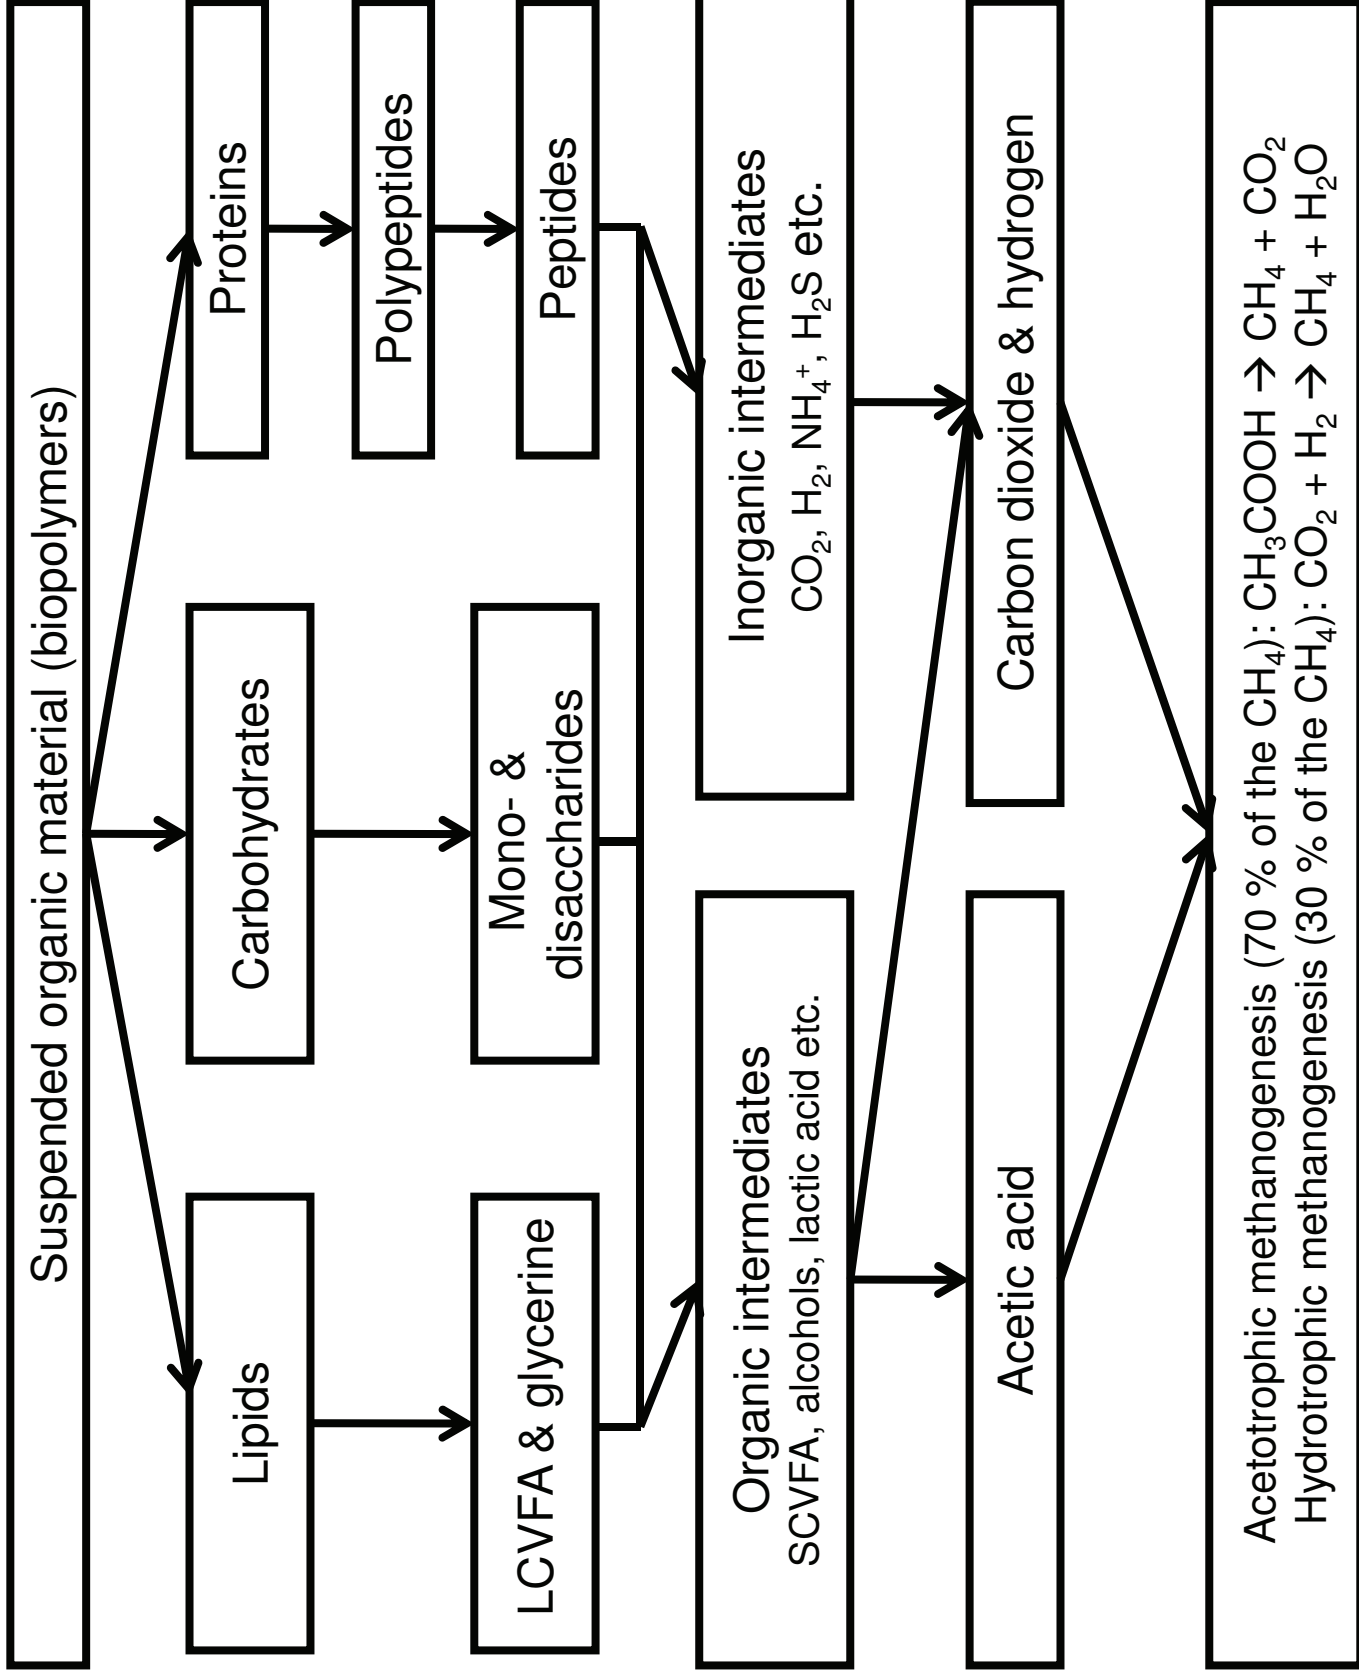 Suspended organic material (biopolymers)
Lipids
Carbohydrates
Proteins
Polypeptides
LCVFA & glycerine
Mono- &
disaccharides
Peptides
Organic intermediates
SCVFA, alcohols, lactic acid etc.
Inorganic intermediates
CO₂, H₂, NH₄⁺, H₂S etc.
Acetic acid
Carbon dioxide & hydrogen
Acetotrophic methanogenesis (70 % of the CH₄): CH₃COOH → CH₄ + CO₂
Hydrotrophic methanogenesis (30 % of the CH₄): CO₂ + H₂ → CH₄ + H₂O